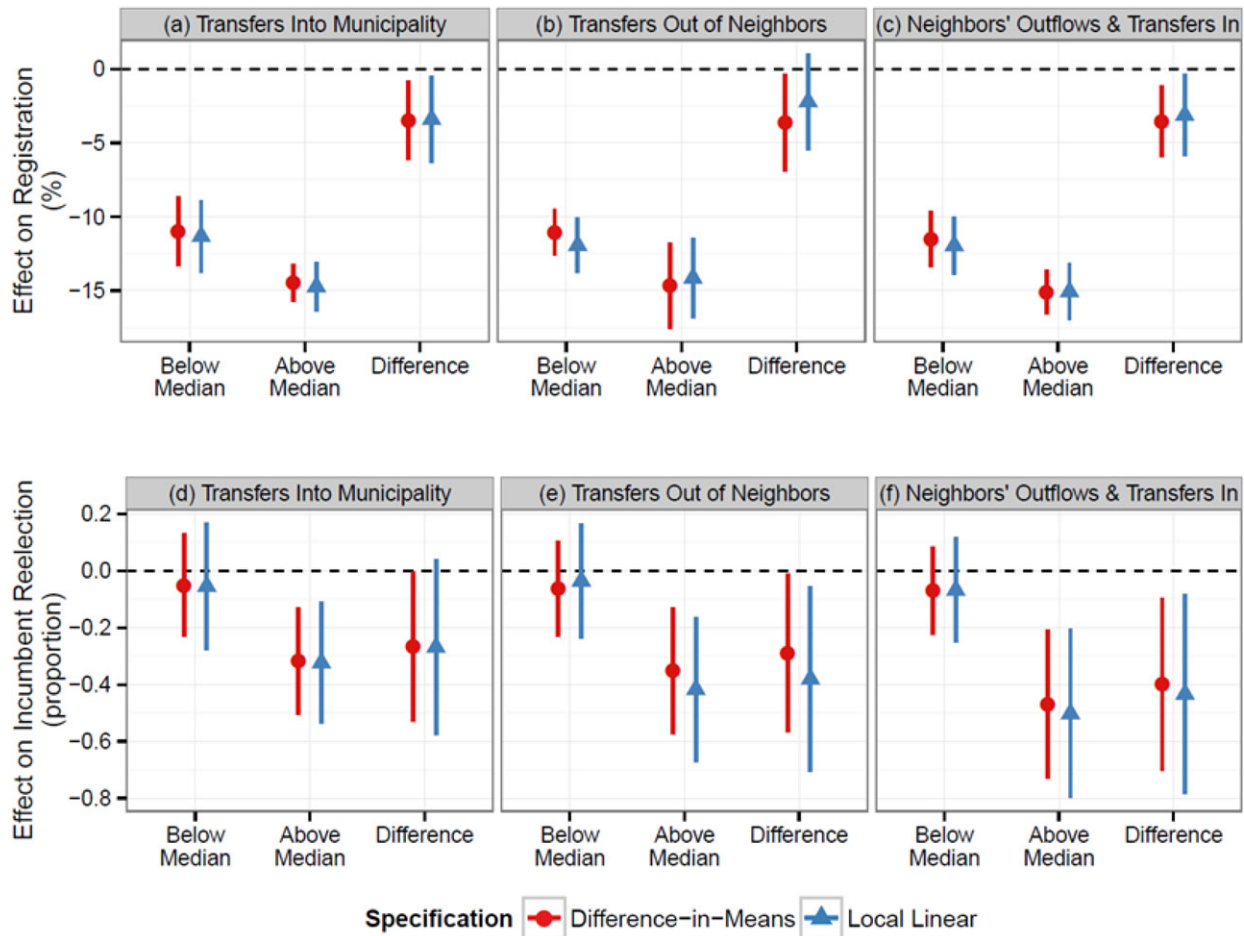 (a) Transfers Into Municipality
(b) Transfers Out of Neighbors
(c) Neighbors' Outflows & Transfers In
Effect on Registration
(%)
0
−5
−10
−15
Below
Median
Above
Median
Difference
Below
Median
Above
Median
Difference
Below
Median
Above
Median
Difference
(d) Transfers Into Municipality
(e) Transfers Out of Neighbors
(f) Neighbors' Outflows & Transfers In
Effect on Incumbent Reelection
(proportion)
0.2
0.0
−0.2
−0.4
−0.6
−0.8
Below
Median
Above
Median
Difference
Below
Median
Above
Median
Difference
Below
Median
Above
Median
Difference
Specification Difference−in−Means Local Linear